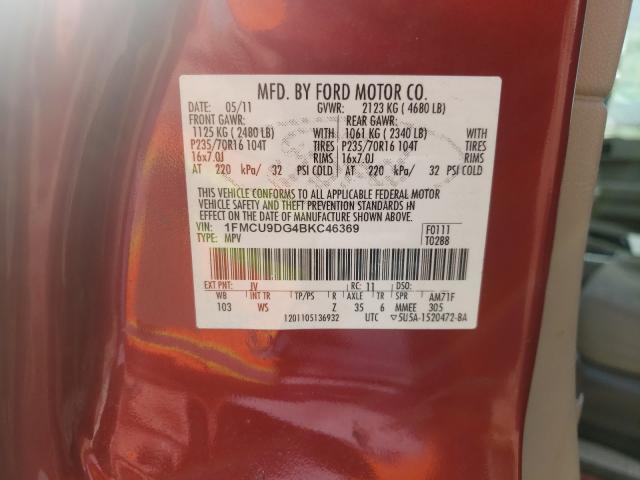 MFD. BY FORD MOTOR CO.
DATE: 05/11 GVWR: 2123 KG ( 4680 LB)
FRONT GAWR: REAR GAWR:
1125 KG ( 2480 LB) WITH 1061 KG ( 2340 LB) WITH
P235/70R16 104T TIRES P235/70R16 104T TIRES
16x7.0J RIMS 16x7.0J RIMS
AT 220 kPa/ 32 PSI COLD AT 220 kPa/ 32 PSI COLD
THIS VEHICLE CONFORMS TO ALL APPLICABLE FEDERAL MOTOR
VEHICLE SAFETY AND THEFT PREVENTION STANDARDS IN
EFFECT ON THE DATE OF MANUFACTURE SHOWN ABOVE.
VIN: 1FMCU9DG4BKC46369 F0111
TYPE: MPV T0288
EXT PNT: JV RC: 11 DSO:
WB INT TR TP/PS R AXLE TR SPR AM71F
103 WS Z 35 6 MMEE 305
1201105136932 UTC ▽5U5A-1520472-BA